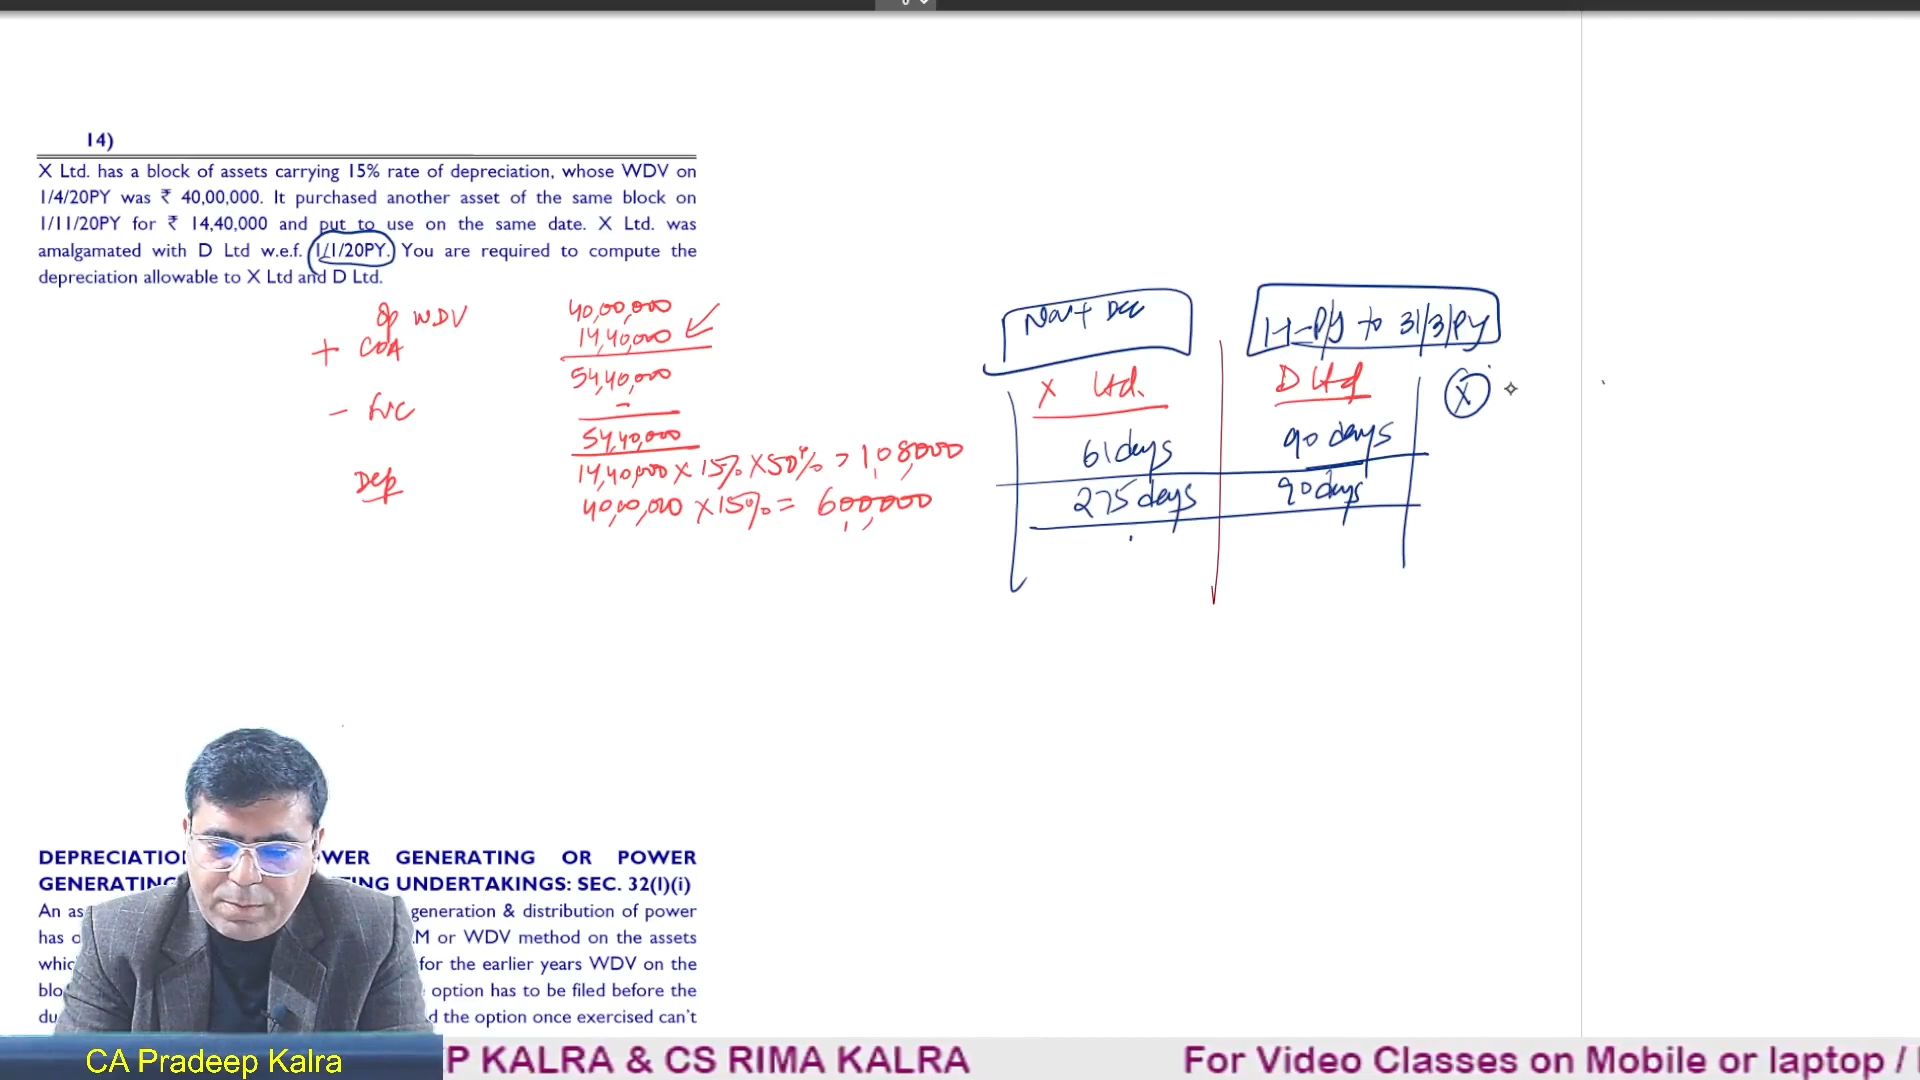 14)
X Ltd. has a block of assets carrying 15% rate of depreciation, whose WDV on
1/4/20PY was ₹ 40,00,000. It purchased another asset of the same block on
1/11/20PY for ₹ 14,40,000 and put to use on the same date. X Ltd. was
amalgamated with D Ltd w.e.f. 1/1/20PY. You are required to compute the
depreciation allowable to X Ltd and D Ltd.
Op WDV 40,00,000
+ COA 14,40,000
54,40,000
- -
54,40,000
Dep 14,40,000 X 15% X 50% > 1,08,000
40,00,000 X 15% = 6,00,000
Nov + Dec
to 31/3/PY
X Ltd. D Ltd X
61 days 90 days
275 days 90 days
DEPRECIATIO WER GENERATING OR POWER
GENERATING ING UNDERTAKINGS: SEC. 32(1)(i)
An as generation & distribution of power
has o M or WDV method on the assets
whic for the earlier years WDV on the
blo option has to be filed before the
du d the option once exercised can't
CA Pradeep Kalra
P KALRA & CS RIMA KALRA For Video Classes on Mobile or laptop /